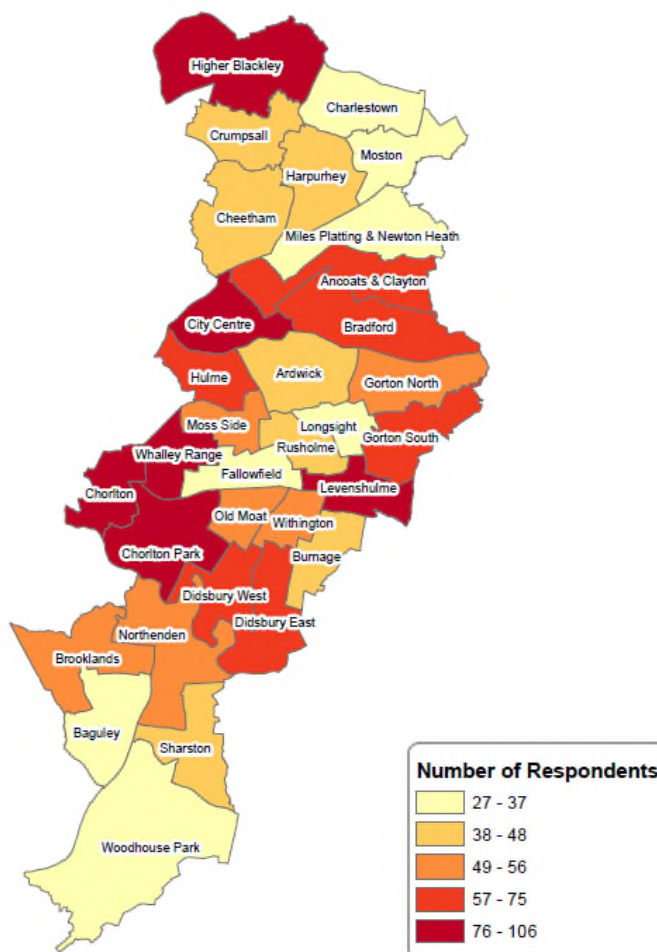 Higher Blackley
Charlestown
Crumpsall
Moston
Harpurhey
Cheetham
Miles Platting & Newton Heath
Ancoats & Clayton
City Centre
Bradford
Ardwick
Hulme
Gorton North
Moss Side
Longsight
Gorton South
Rusholme
Whalley Range
Fallowfield
Levenshulme
Chorlton
Old Moat
Withington
Chorlton Park
Burnage
Didsbury West
Didsbury East
Northenden
Brooklands
Baguley
Sharston
Woodhouse Park
Number of Respondents
27 - 37
38 - 48
49 - 56
57 - 75
76 - 106